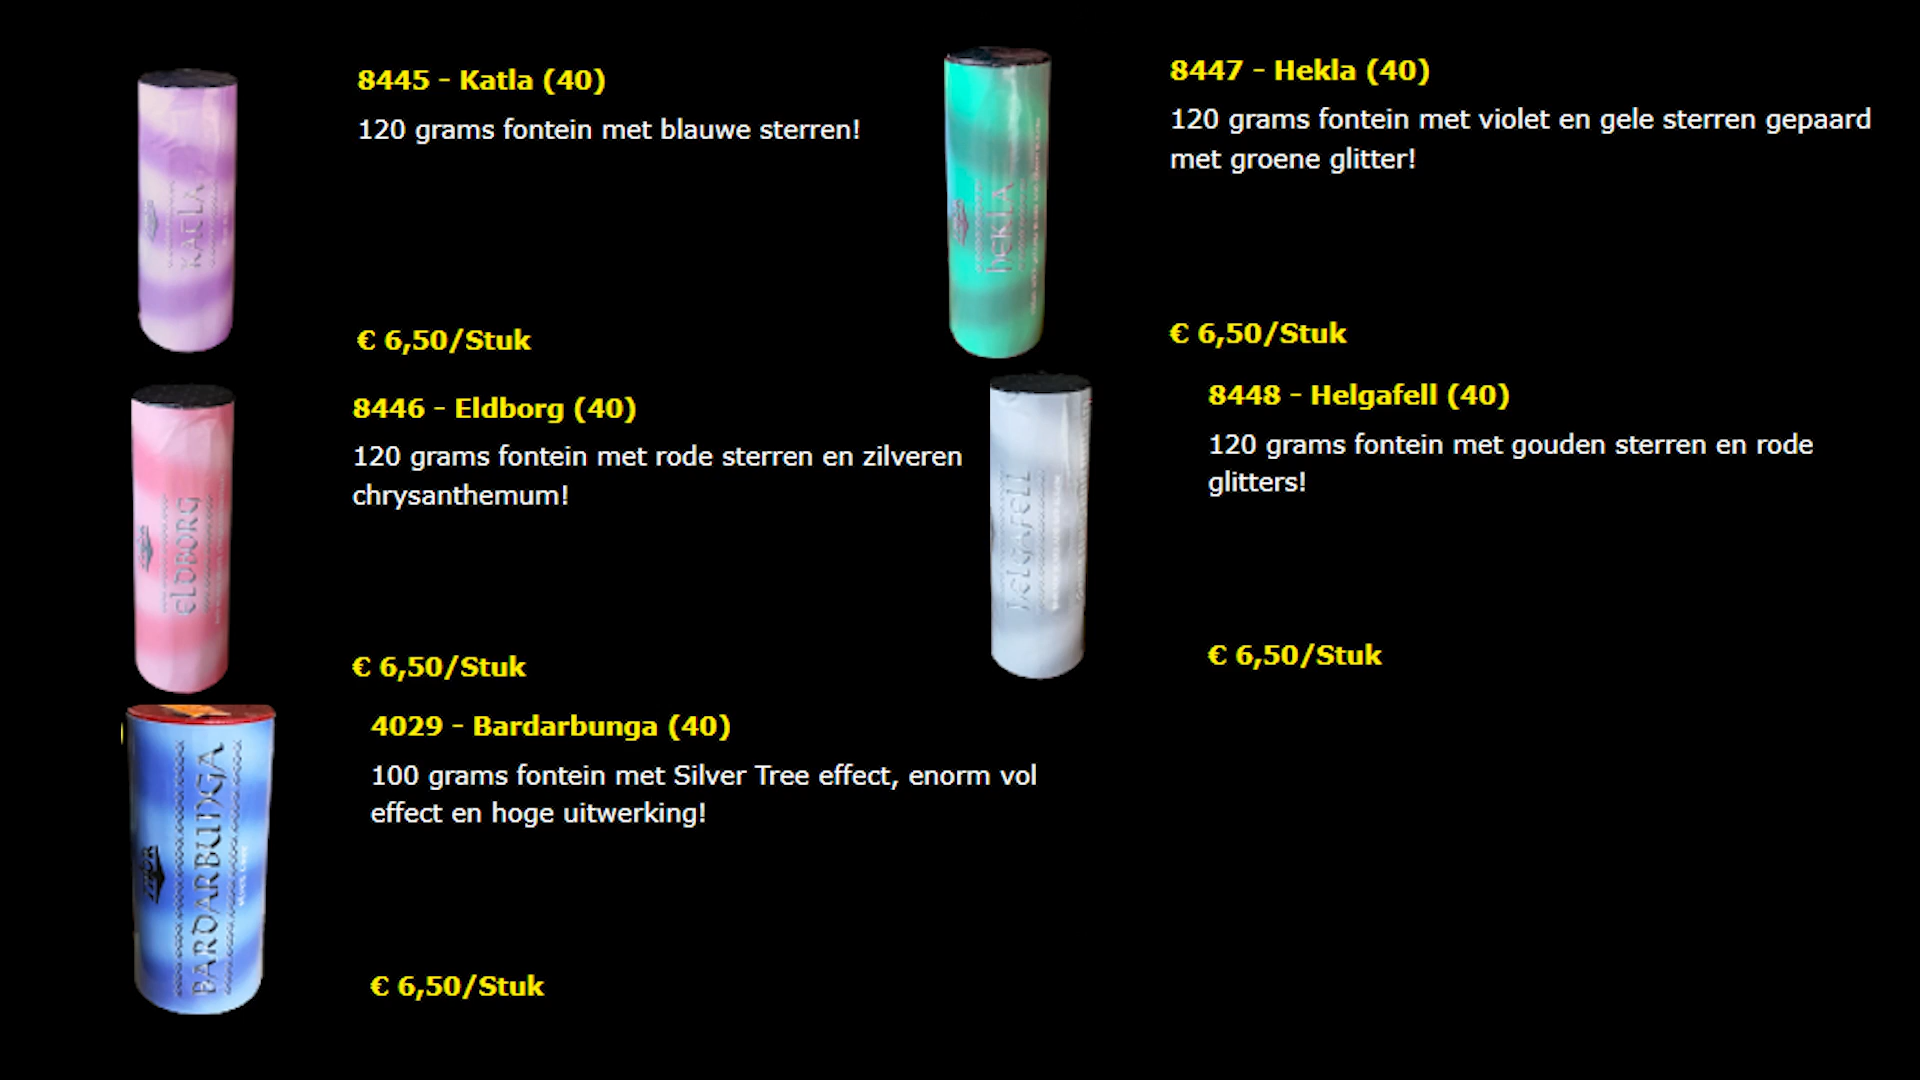 8445 - Katla (40)
120 grams fontein met blauwe sterren!
€ 6,50/Stuk
KATLA
8447 - Hekla (40)
120 grams fontein met violet en gele sterren gepaard
met groene glitter!
€ 6,50/Stuk
HEKLA
8446 - Eldborg (40)
120 grams fontein met rode sterren en zilveren
chrysanthemum!
€ 6,50/Stuk
ELDBORG
8448 - Helgafell (40)
120 grams fontein met gouden sterren en rode
glitters!
€ 6,50/Stuk
HELGAFELL
4029 - Bardarbunga (40)
100 grams fontein met Silver Tree effect, enorm vol
effect en hoge uitwerking!
€ 6,50/Stuk
BARDARBUNGA